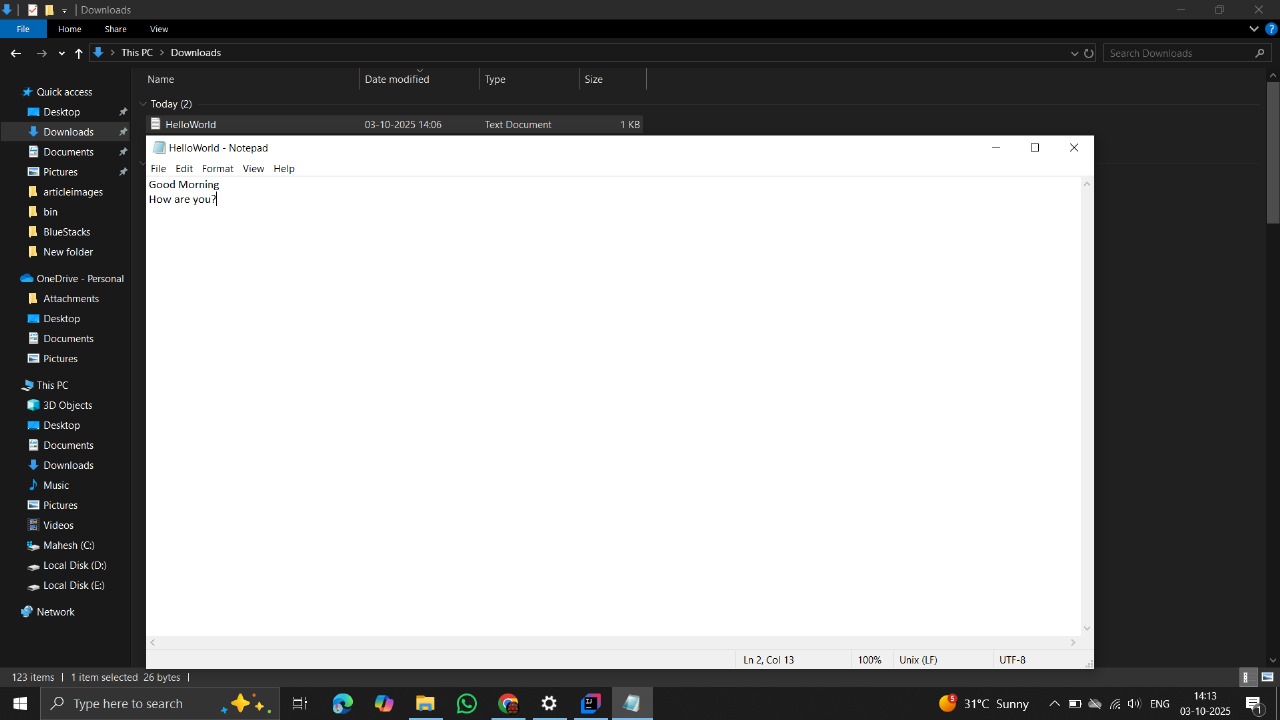 Downloads
File Home Share View
This PC > Downloads
Search Downloads
Name Date modified Type Size
Quick access
Today (2)
Desktop
HelloWorld 03-10-2025 14:06 Text Document 1 KB
Downloads
HelloWorld - Notepad
Documents
File Edit Format View Help
Pictures
Good Morning
articleimages
How are you?
bin
BlueStacks
New folder
OneDrive - Personal
Attachments
Desktop
Documents
Pictures
This PC
3D Objects
Desktop
Documents
Downloads
Music
Pictures
Videos
Mahesh (C:)
Local Disk (D:)
Local Disk (E:)
Network
Ln 2, Col 13 100% Unix (LF) UTF-8
123 items 1 item selected 26 bytes
Type here to search
31°C Sunny
ENG
14:13
03-10-2025